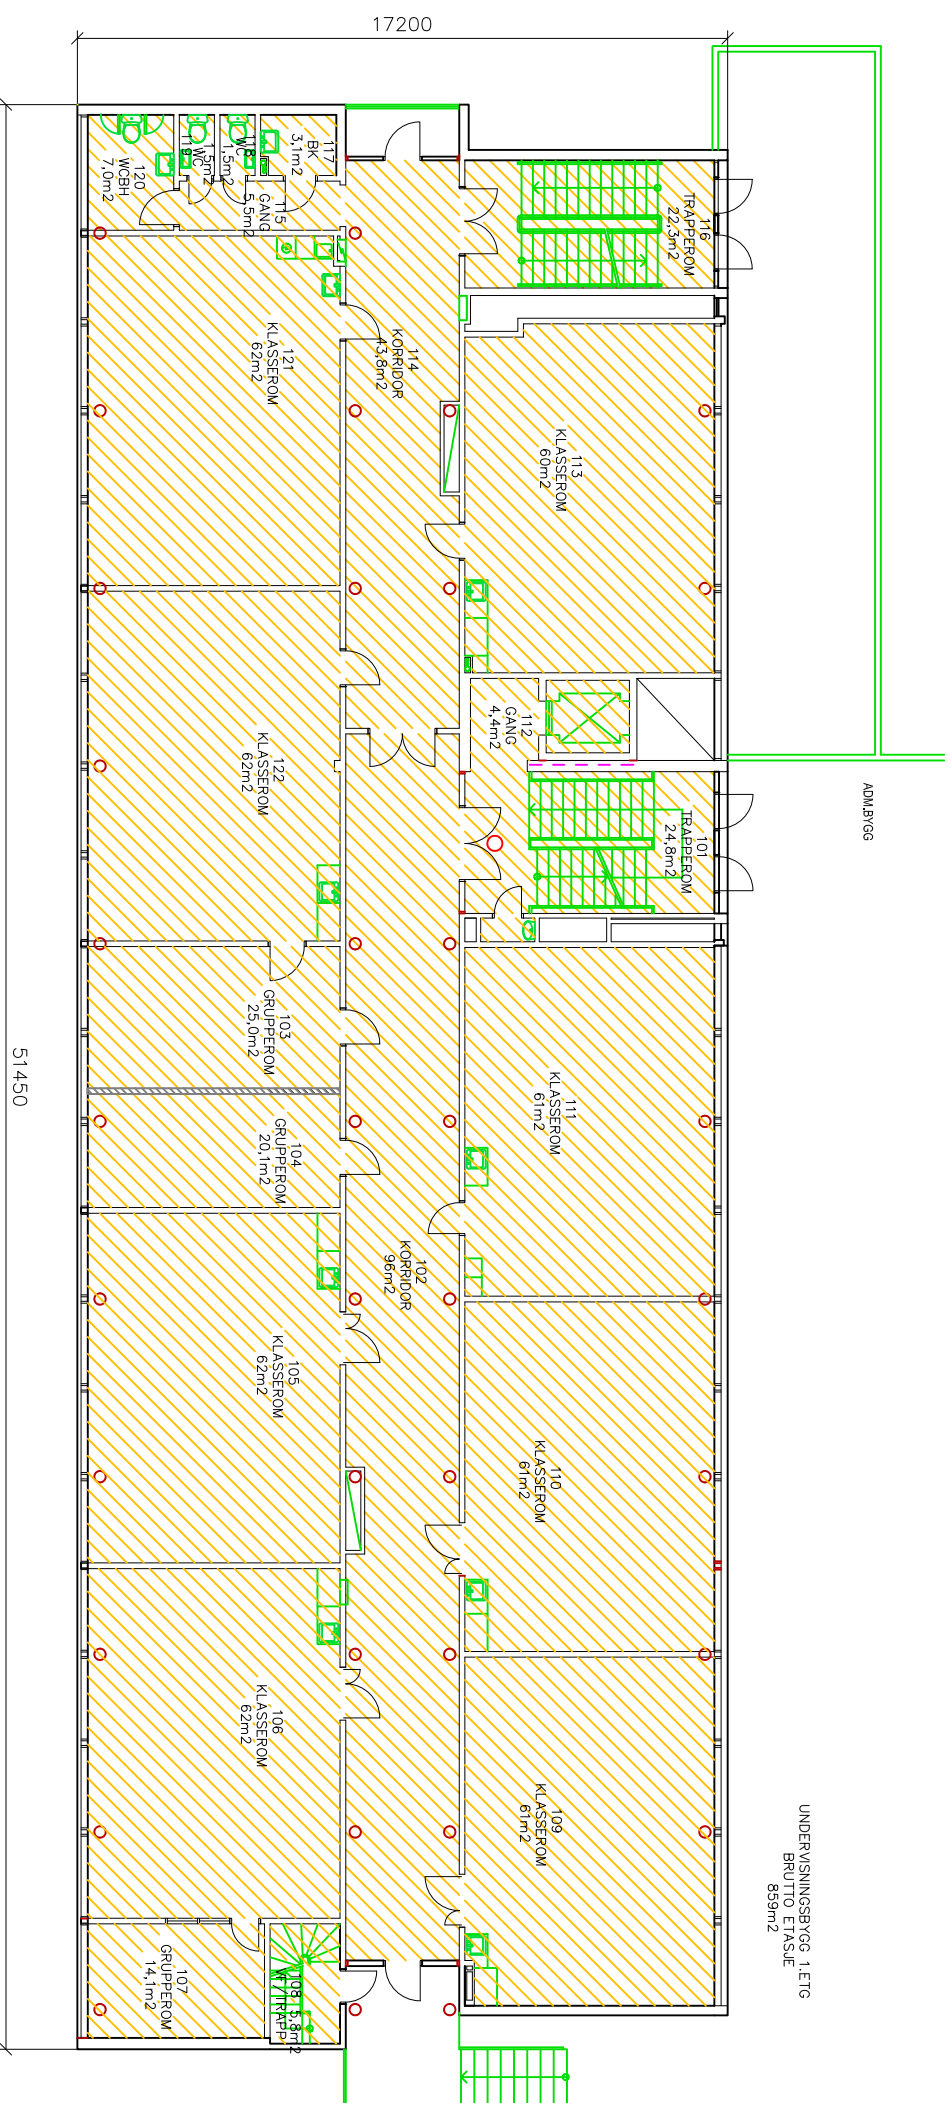 17200
51450
ADM.BYGG
UNDERVISNINGSBYGG 1.ETG
BRUTTO ETASJE
859m2
120
WCBH
7,0m2
119
WC
1,5m2
118
WC
1,5m2
117
BK
3,1m2
115
GANG
5,5m2
116
TRAPPEROM
22,3m2
121
KLASSEROM
62m2
114
KORRIDOR
43,8m2
113
KLASSEROM
60m2
122
KLASSEROM
62m2
112
GANG
4,4m2
101
TRAPPEROM
24,8m2
103
GRUPPEROM
25,0m2
104
GRUPPEROM
20,1m2
111
KLASSEROM
61m2
102
KORRIDOR
96m2
105
KLASSEROM
62m2
110
KLASSEROM
61m2
106
KLASSEROM
62m2
109
KLASSEROM
61m2
107
GRUPPEROM
14,1m2
108 5,8m2